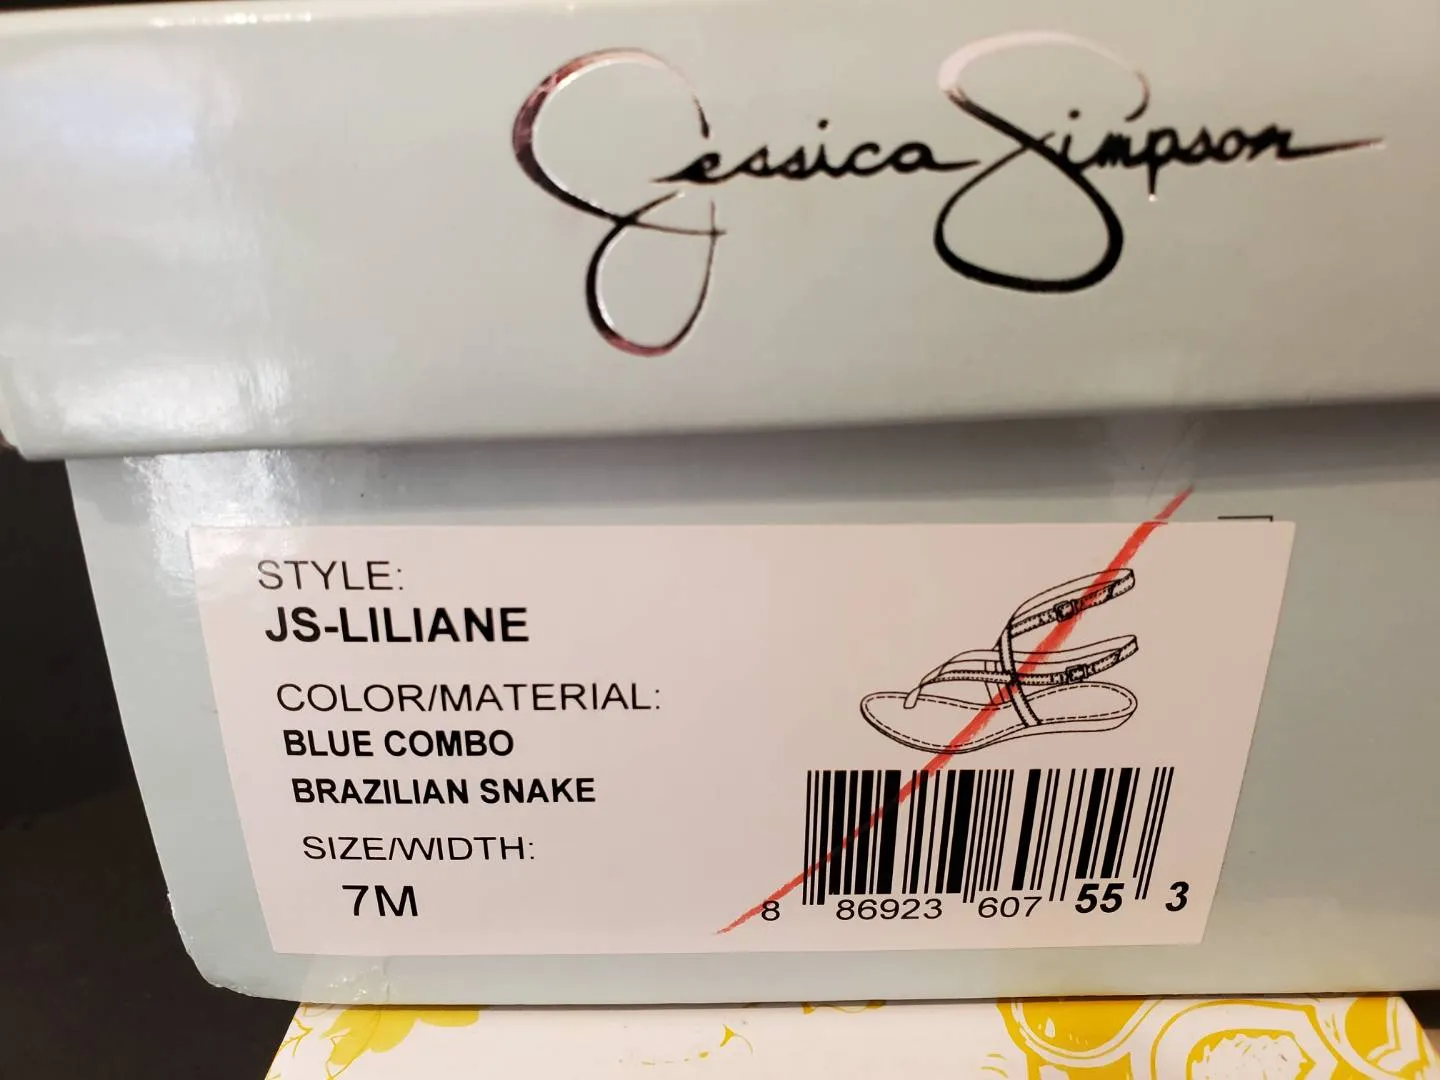 Jessica Simpson
STYLE:
JS-LILIANE
COLOR/MATERIAL:
BLUE COMBO
BRAZILIAN SNAKE
SIZE/WIDTH:
7M
8 86923 607 55 3